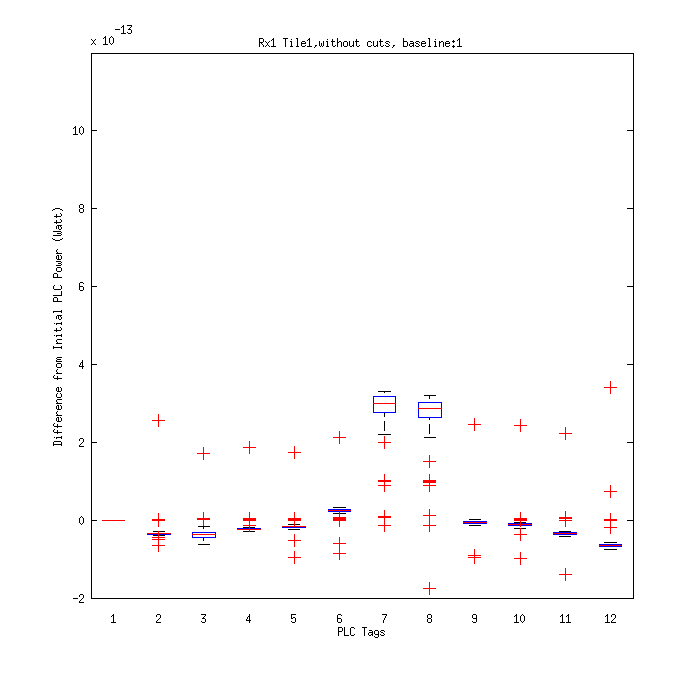 x 10-13
Rx1 Tile1,without cuts, baseline:1
10
8
6
4
2
0
-2
Difference from Initial PLC Power (Watt)
1 2 3 4 5 6 7 8 9 10 11 12
PLC Tags